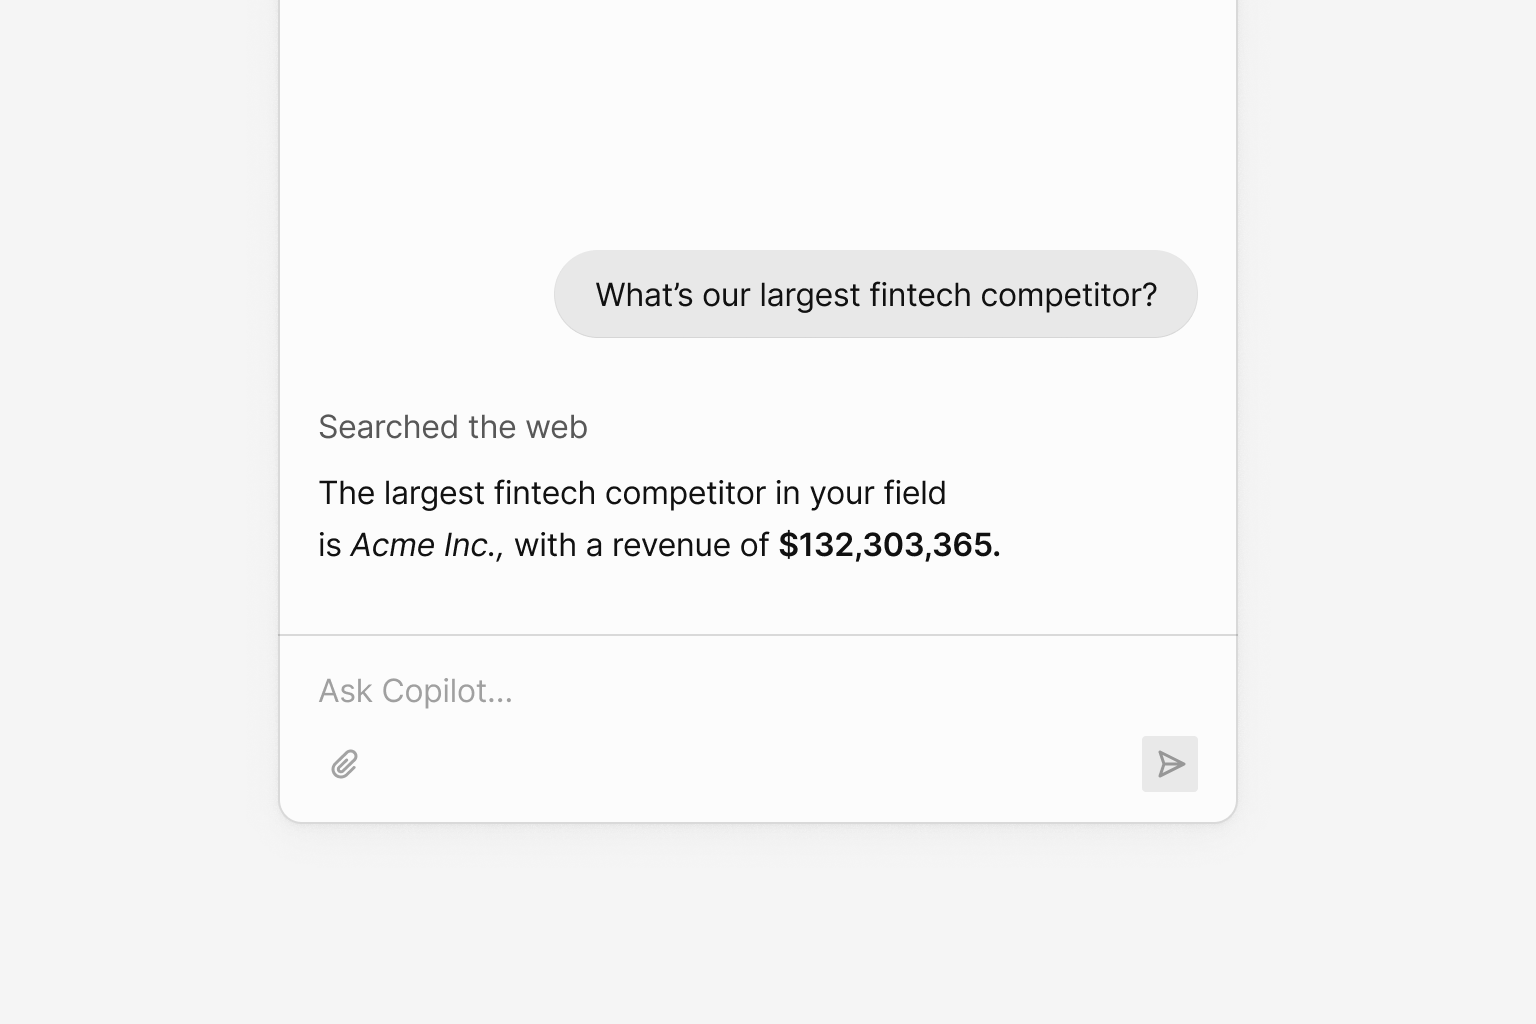 What’s our largest fintech competitor?
Searched the web
The largest fintech competitor in your field
is Acme Inc., with a revenue of $132,303,365.
Ask Copilot...